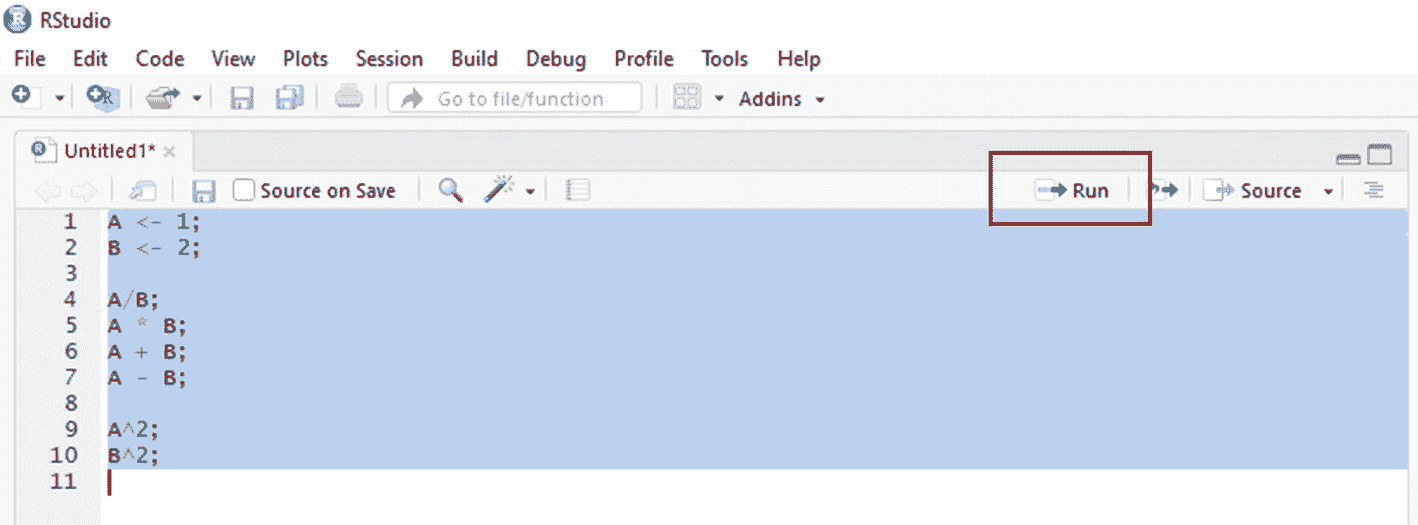 RStudio
File Edit Code View Plots Session Build Debug Profile Tools Help
Go to file/function Addins
Untitled1*
Source on Save Run Source
1 A <- 1;
2 B <- 2;
3
4 A/B;
5 A * B;
6 A + B;
7 A - B;
8
9 A^2;
10 B^2;
11